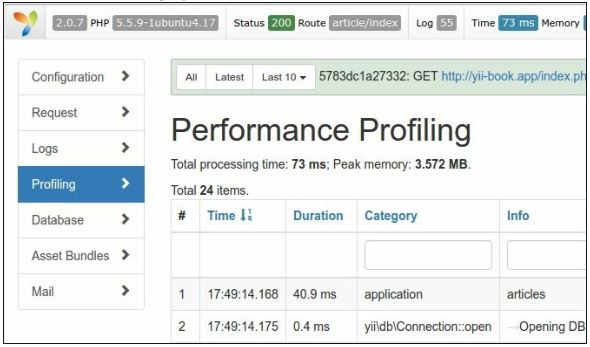 2.0.7 PHP 5.5.9-1ubuntu4.17 Status 200 Route article/index Log 55 Time 73 ms Memory
Configuration
Request
Logs
Profiling
Database
Asset Bundles
Mail
All Latest Last 10 5783dc1a27332: GET http://yii-book.app/index.ph
Performance Profiling
Total processing time: 73 ms; Peak memory: 3.572 MB.
Total 24 items.
# Time Duration Category Info
1 17:49:14.168 40.9 ms application articles
2 17:49:14.175 0.4 ms yii\db\Connection::open →Opening DB